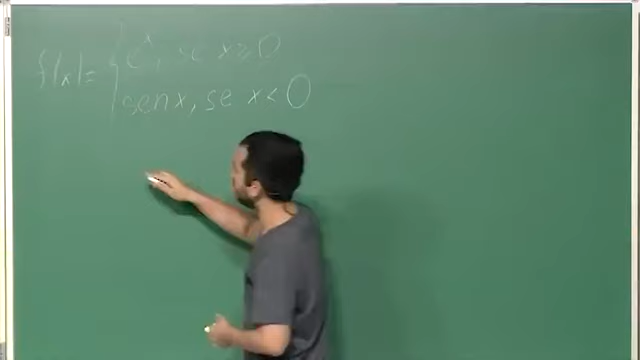 f(x) = { e^x, se x ≥ 0
senx, se x < 0